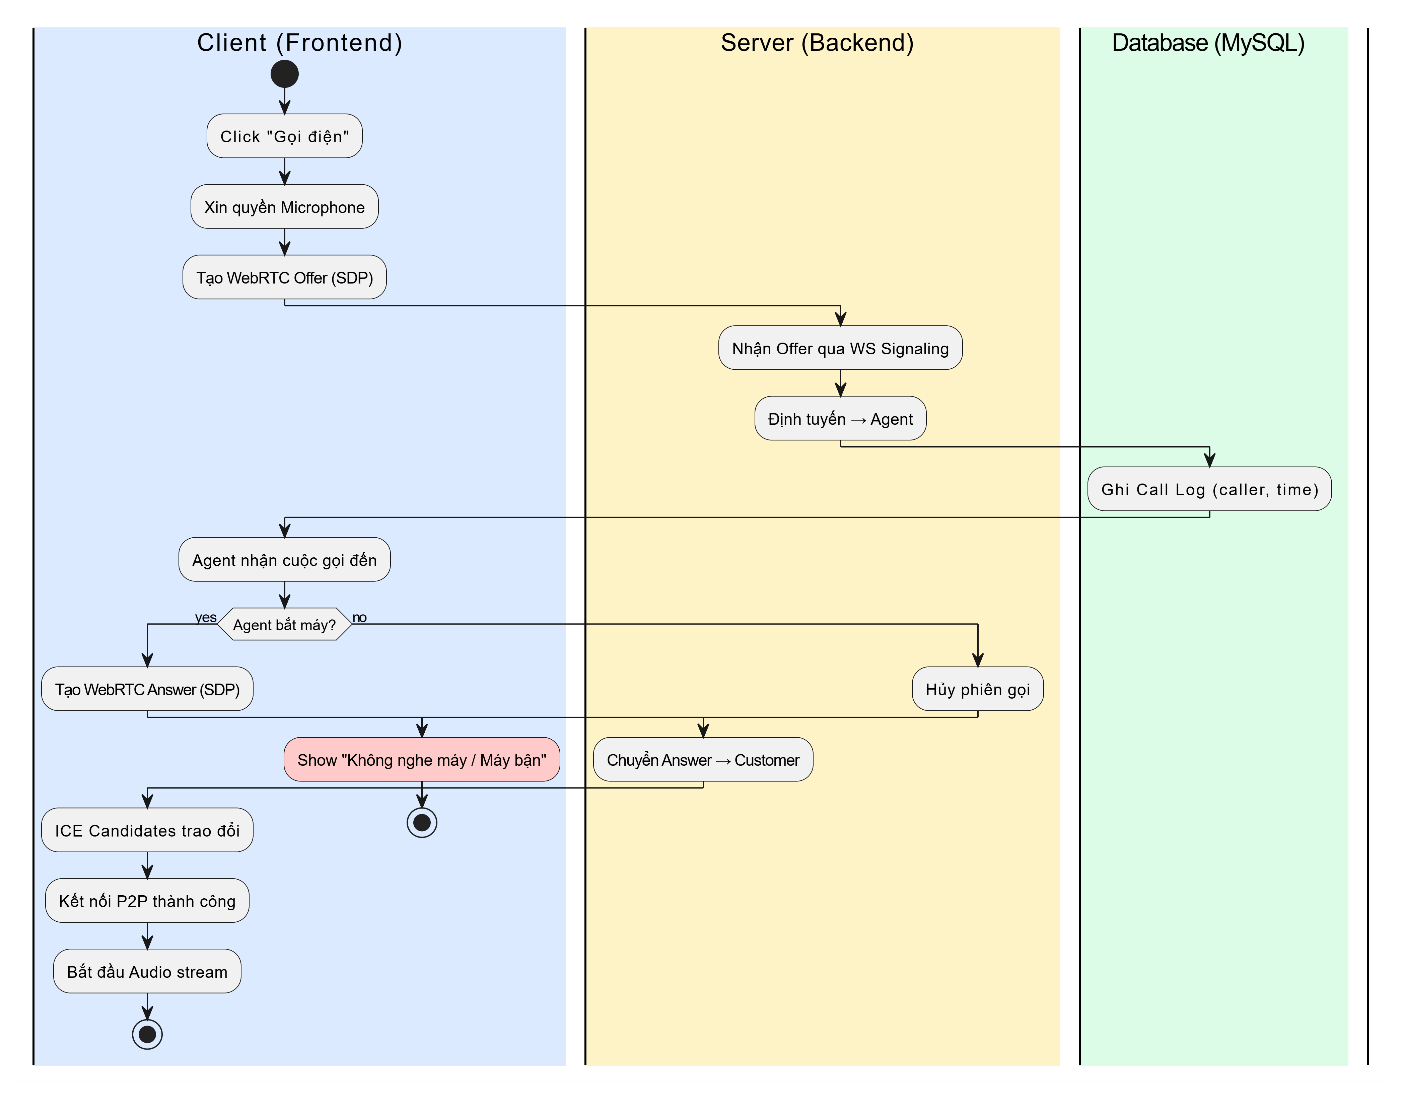 Client (Frontend)
Server (Backend)
Database (MySQL)
Click "Gọi điện"
Xin quyền Microphone
Tạo WebRTC Offer (SDP)
Nhận Offer qua WS Signaling
Định tuyến → Agent
Ghi Call Log (caller, time)
Agent nhận cuộc gọi đến
yes
Agent bắt máy?
no
Tạo WebRTC Answer (SDP)
Hủy phiên gọi
Show "Không nghe máy / Máy bận"
Chuyển Answer → Customer
ICE Candidates trao đổi
Kết nối P2P thành công
Bắt đầu Audio stream